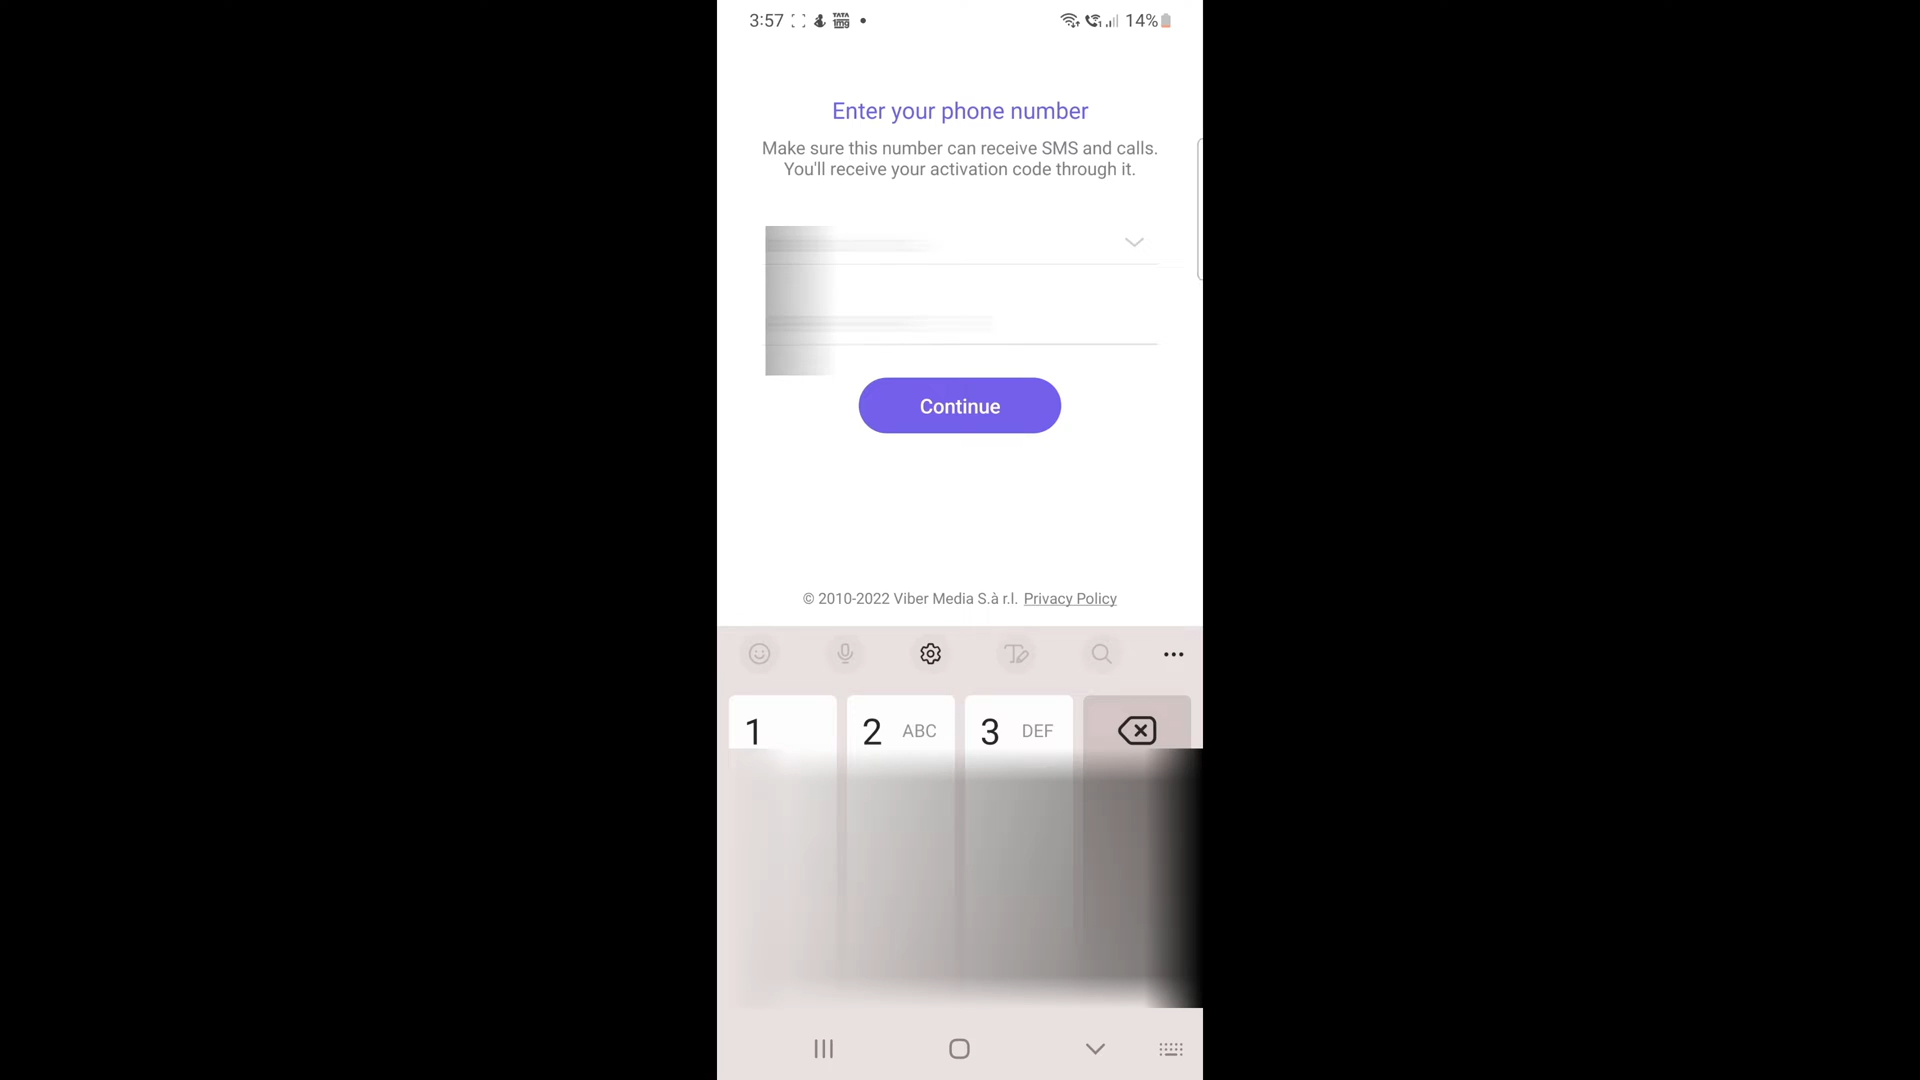 3:57 TATA 1mg 14%
Enter your phone number
Make sure this number can receive SMS and calls.
You'll receive your activation code through it.
Continue
© 2010-2022 Viber Media S.à r.l. Privacy Policy
1 2 ABC 3 DEF